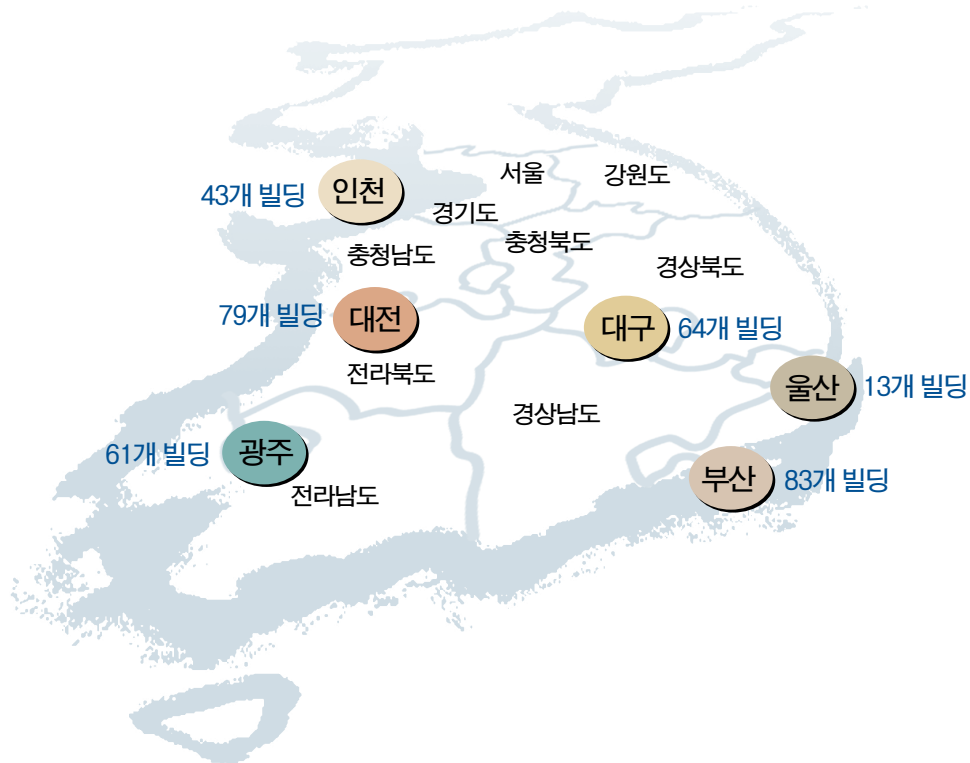 서울
강원도
43개 빌딩
인천
경기도
충청북도
충청남도
경상북도
79개 빌딩
대전
대구
64개 빌딩
전라북도
울산
13개 빌딩
경상남도
61개 빌딩
광주
부산
83개 빌딩
전라남도